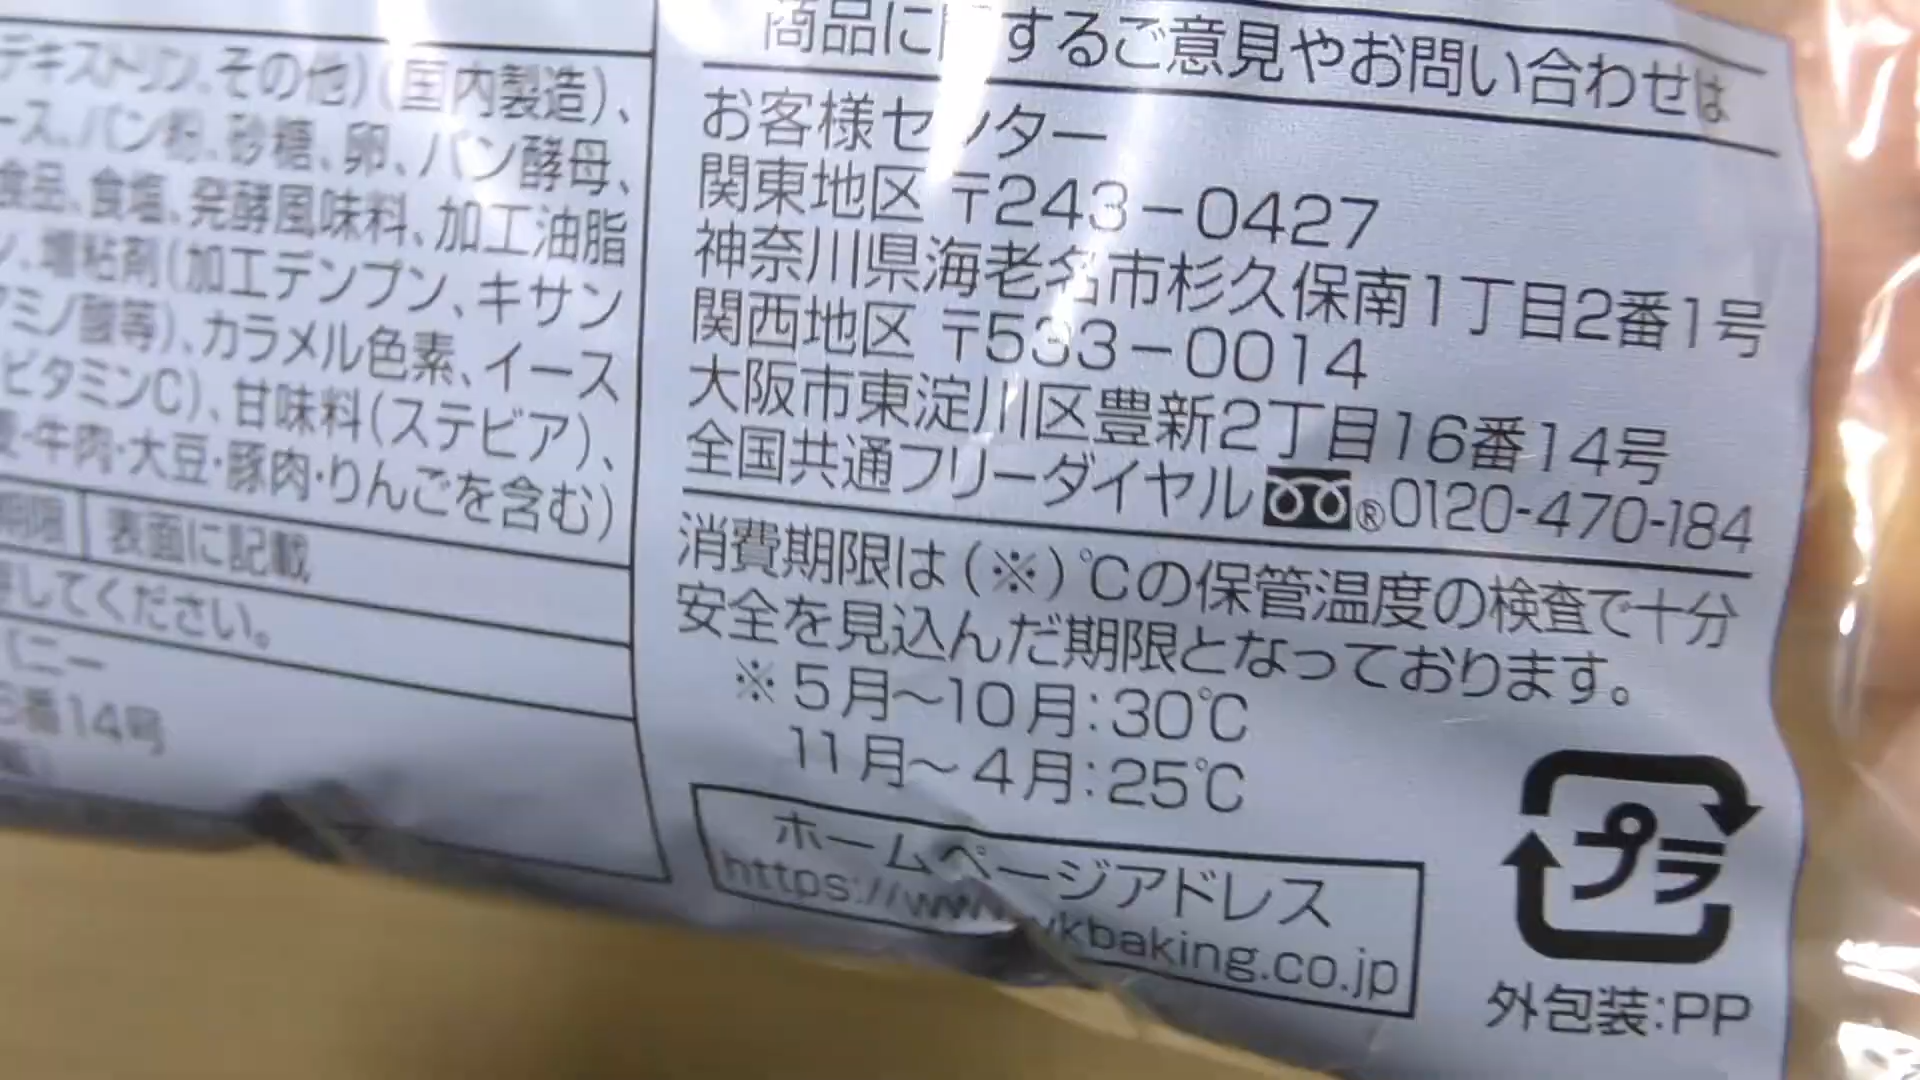 デキストリン、その他)(国内製造)、
ース、パン粉、砂糖、卵、パン酵母、
食品、食塩、発酵風味料、加工油脂
、増粘剤(加工デンプン、キサン
ミノ酸等)、カラメル色素、イース
ビタミンC)、甘味料(ステビア)、
・牛肉・大豆・豚肉・りんごを含む)
期限 表面に記載
してください。
ニー
6番14号
商品に するご意見やお問い合わせは
お客様センター
関東地区 〒243-0427
神奈川県海老名市杉久保南1丁目2番1号
関西地区 〒533-0014
大阪市東淀川区豊新2丁目16番14号
全国共通フリーダイヤル ®0120-470-184
消費期限は(※)℃の保管温度の検査で十分
安全を見込んだ期限となっております。
※5月~10月:30℃
11月~4月:25℃
ホームページアドレス
https://www.ykbaking.co.jp
プラ
外包装:PP